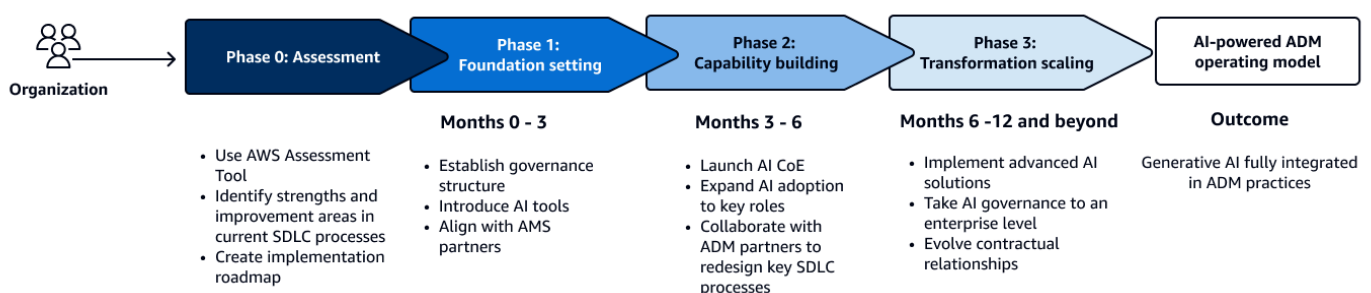 Organization
Phase 0: Assessment
Phase 1:
Foundation setting
Phase 2:
Capability building
Phase 3:
Transformation scaling
AI-powered ADM
operating model
Months 0 - 3
Months 3 - 6
Months 6 -12 and beyond
Outcome
• Use AWS Assessment
Tool
• Identify strengths and
improvement areas in
current SDLC processes
• Create implementation
roadmap
• Establish governance
structure
• Introduce AI tools
• Align with AMS
partners
• Launch AI CoE
• Expand AI adoption
to key roles
• Collaborate with
ADM partners to
redesign key SDLC
processes
• Implement advanced AI
solutions
• Take AI governance to an
enterprise level
• Evolve contractual
relationships
Generative AI fully integrated
in ADM practices